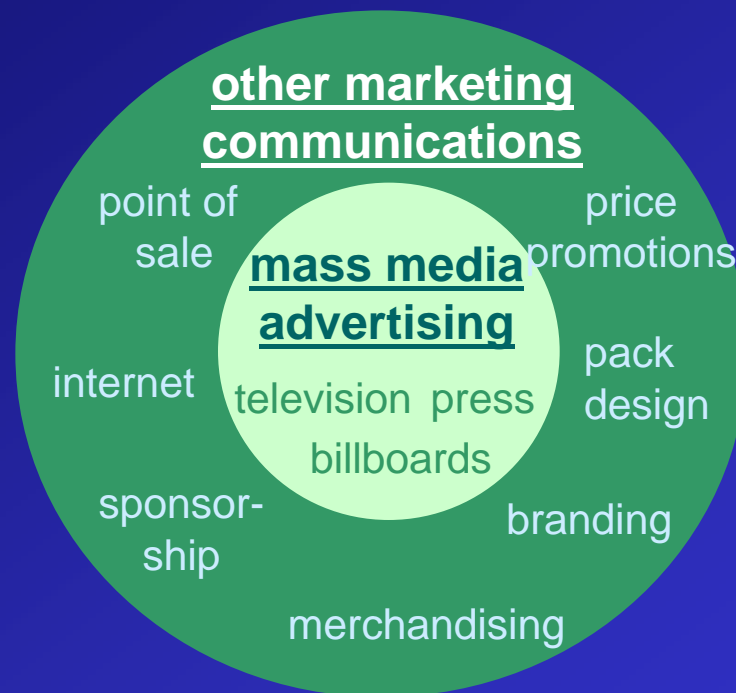 other marketing
communications
point of
sale
price
promotions
mass media
advertising
television press
billboards
internet
pack
design
sponsor-
ship
branding
merchandising